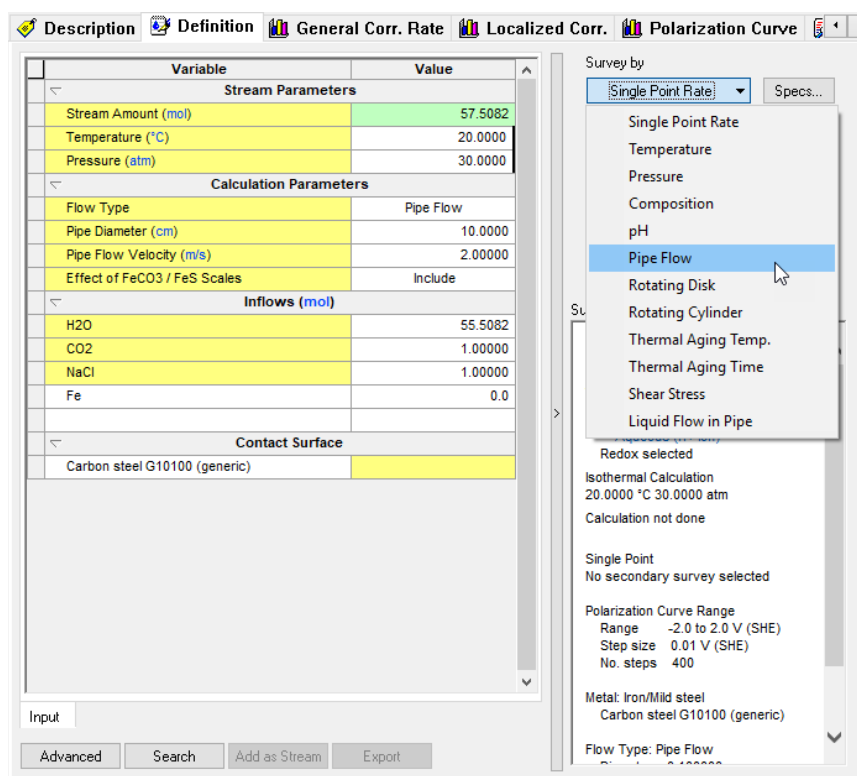 Description Definition General Corr. Rate Localized Corr. Polarization Curve
Variable Value
Stream Parameters
Stream Amount (mol) 57.5082
Temperature (°C) 20.0000
Pressure (atm) 30.0000
Calculation Parameters
Flow Type Pipe Flow
Pipe Diameter (cm) 10.0000
Pipe Flow Velocity (m/s) 2.00000
Effect of FeCO3 / FeS Scales Include
Inflows (mol)
H2O 55.5082
CO2 1.00000
NaCl 1.00000
Fe 0.0
Contact Surface
Carbon steel G10100 (generic)
Input
Advanced Search Add as Stream Export
Survey by
Single Point Rate Specs...
Single Point Rate
Temperature
Pressure
Composition
pH
Pipe Flow
Rotating Disk
Rotating Cylinder
Thermal Aging Temp.
Thermal Aging Time
Shear Stress
Liquid Flow in Pipe
Su
Redox selected
Isothermal Calculation
20.0000 °C 30.0000 atm
Calculation not done
Single Point
No secondary survey selected
Polarization Curve Range
Range -2.0 to 2.0 V (SHE)
Step size 0.01 V (SHE)
No. steps 400
Metal: Iron/Mild steel
Carbon steel G10100 (generic)
Flow Type: Pipe Flow